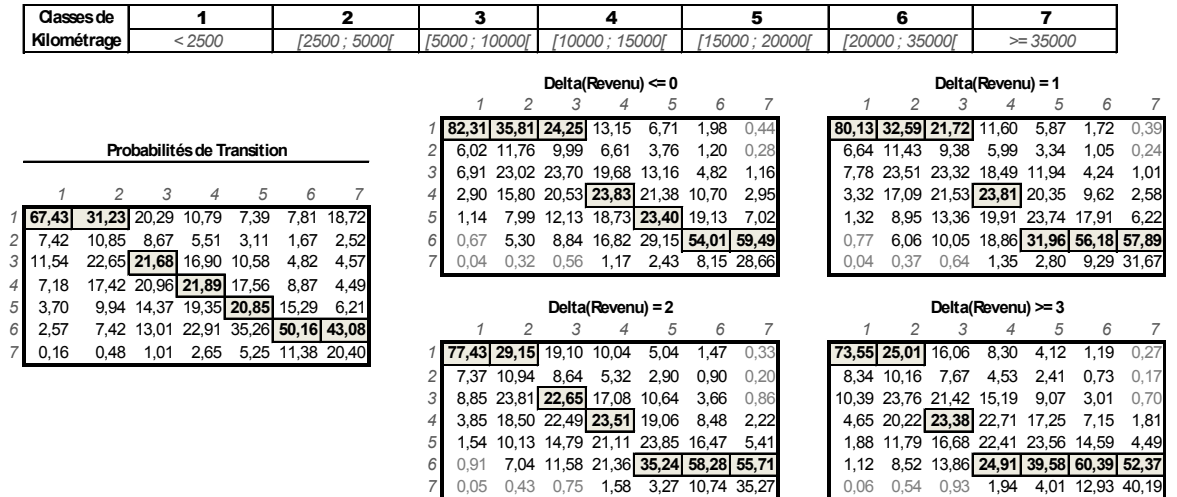 Classes de Kilométrage 1 2 3 4 5 6 7
< 2500 [2500 ; 5000[ [5000 ; 10000[ [10000 ; 15000[ [15000 ; 20000[ [20000 ; 35000[ >= 35000
Probabilités de Transition
1 2 3 4 5 6 7
1 67,43 31,23 20,29 10,79 7,39 7,81 18,72
2 7,42 10,85 8,67 5,51 3,11 1,67 2,52
3 11,54 22,65 21,68 16,90 10,58 4,82 4,57
4 7,18 17,42 20,96 21,89 17,56 8,87 4,49
5 3,70 9,94 14,37 19,35 20,85 15,29 6,21
6 2,57 7,42 13,01 22,91 35,26 50,16 43,08
7 0,16 0,48 1,01 2,65 5,25 11,38 20,40
Delta(Revenu) <= 0
1 2 3 4 5 6 7
1 82,31 35,81 24,25 13,15 6,71 1,98 0,44
2 6,02 11,76 9,99 6,61 3,76 1,20 0,28
3 6,91 23,02 23,70 19,68 13,16 4,82 1,16
4 2,90 15,80 20,53 23,83 21,38 10,70 2,95
5 1,14 7,99 12,13 18,73 23,40 19,13 7,02
6 0,67 5,30 8,84 16,82 29,15 54,01 59,49
7 0,04 0,32 0,56 1,17 2,43 8,15 28,66
Delta(Revenu) = 1
1 2 3 4 5 6 7
1 80,13 32,59 21,72 11,60 5,87 1,72 0,39
2 6,64 11,43 9,38 5,99 3,34 1,05 0,24
3 7,78 23,51 23,32 18,49 11,94 4,24 1,01
4 3,32 17,09 21,53 23,81 20,35 9,62 2,58
5 1,32 8,95 13,36 19,91 23,74 17,91 6,22
6 0,77 6,06 10,05 18,86 31,96 56,18 57,89
7 0,04 0,37 0,64 1,35 2,80 9,29 31,67
Delta(Revenu) = 2
1 2 3 4 5 6 7
1 77,43 29,15 19,10 10,04 5,04 1,47 0,33
2 7,37 10,94 8,64 5,32 2,90 0,90 0,20
3 8,85 23,81 22,65 17,08 10,64 3,66 0,86
4 3,85 18,50 22,49 23,51 19,06 8,48 2,22
5 1,54 10,13 14,79 21,11 23,85 16,47 5,41
6 0,91 7,04 11,58 21,36 35,24 58,28 55,71
7 0,05 0,43 0,75 1,58 3,27 10,74 35,27
Delta(Revenu) >= 3
1 2 3 4 5 6 7
1 73,55 25,01 16,06 8,30 4,12 1,19 0,27
2 8,34 10,16 7,67 4,53 2,41 0,73 0,17
3 10,39 23,76 21,42 15,19 9,07 3,01 0,70
4 4,65 20,22 23,38 22,71 17,25 7,15 1,81
5 1,88 11,79 16,68 22,41 23,56 14,59 4,49
6 1,12 8,52 13,86 24,91 39,58 60,39 52,37
7 0,06 0,54 0,93 1,94 4,01 12,93 40,19